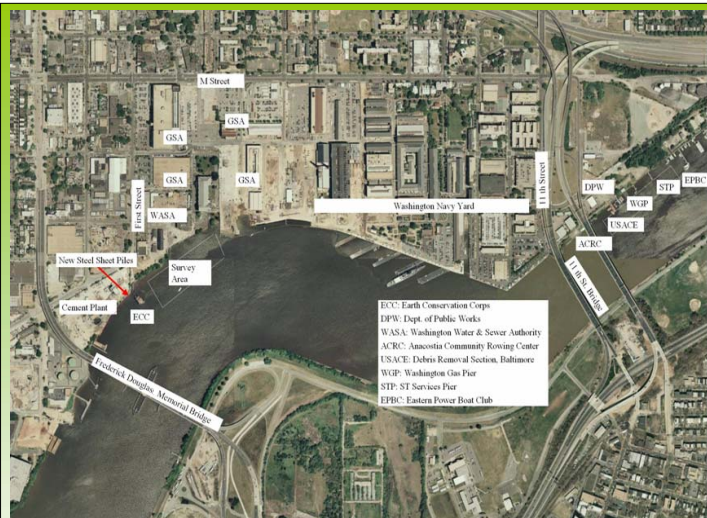 M Street
GSA
GSA
GSA
GSA
First Street
WASA
Washington Navy Yard
11 th Street
DPW
STP
EPBC
WGP
USACE
ACRC
New Steel Sheet Piles
Survey
Area
Cement Plant
ECC
11 th St. Bridge
Frederick Douglas Memorial Bridge
ECC: Earth Conservation Corps
DPW: Dept. of Public Works
WASA: Washington Water & Sewer Authority
ACRC: Anacostia Community Rowing Center
USACE: Debris Removal Section, Baltimore
WGP: Washington Gas Pier
STP: ST Services Pier
EPBC: Eastern Power Boat Club